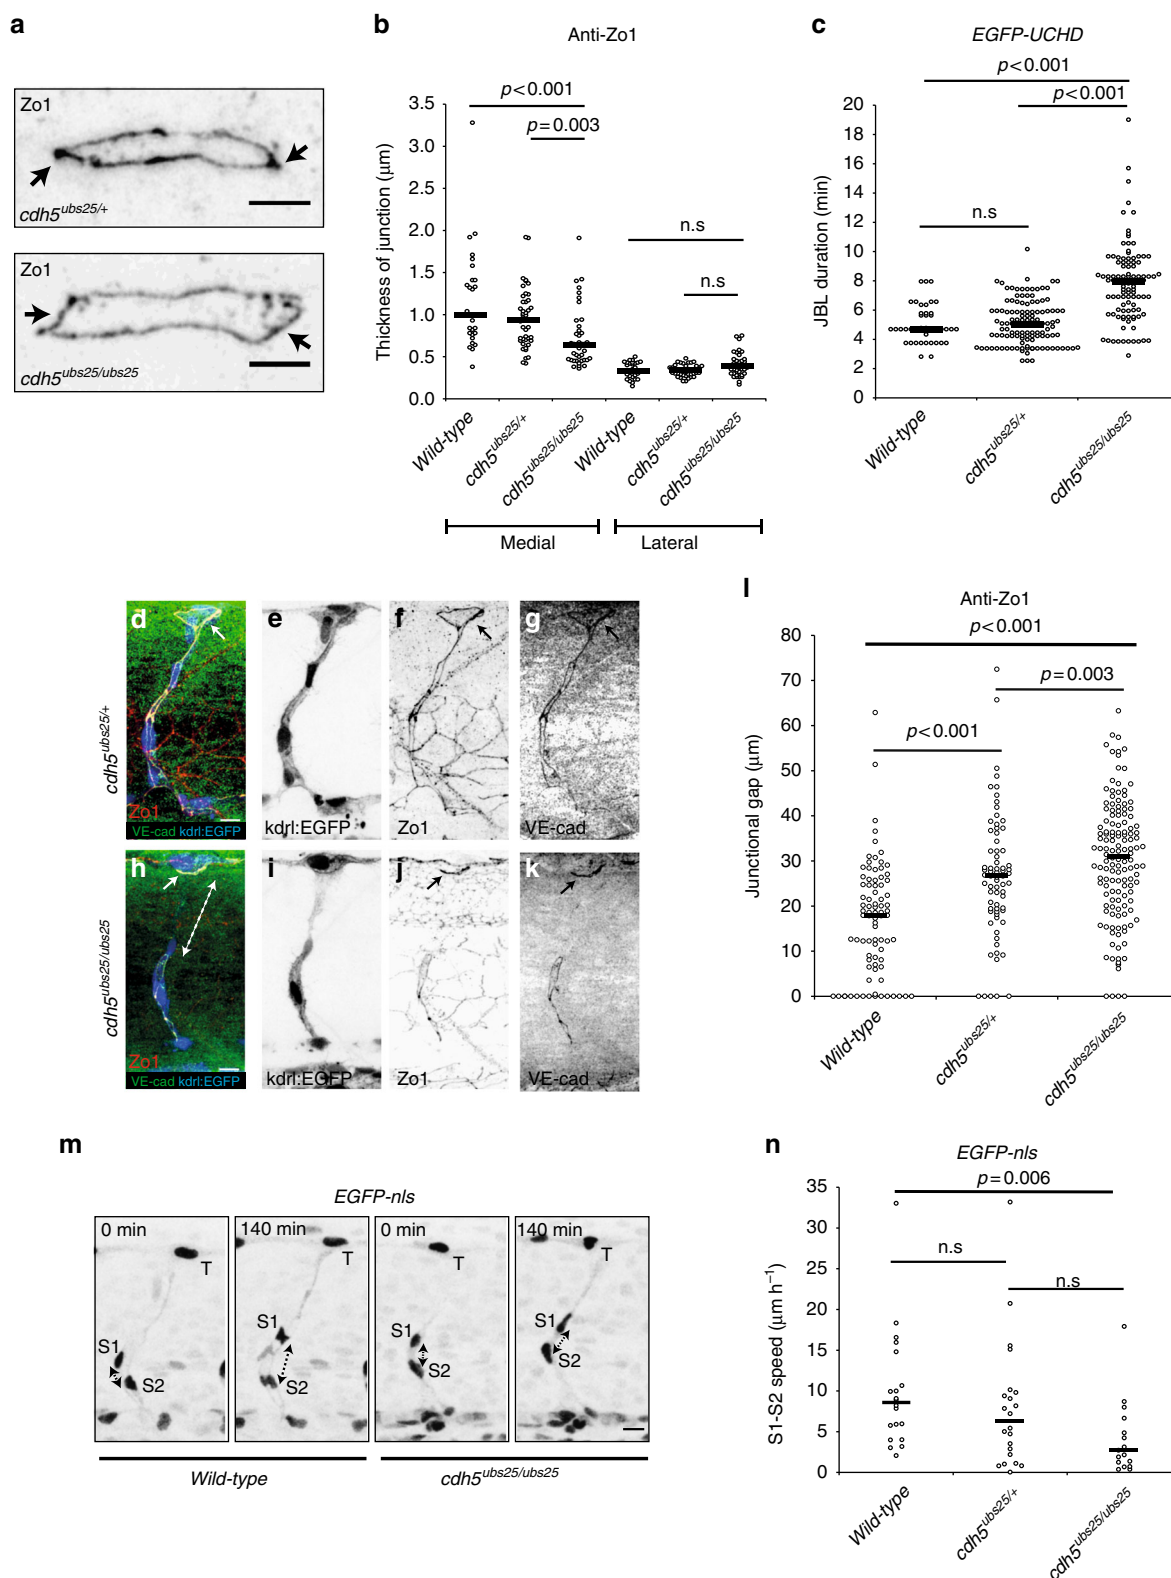 a
Zo1
cdh5ubs25/+
Zo1
cdh5ubs25/ubs25
b
Anti-Zo1
p<0.001
p=0.003
n.s
n.s
Thickness of junction (μm)
3.5
3.0
2.5
2.0
1.5
1.0
0.5
0.0
Wild-type
cdh5ubs25/+
cdh5ubs25/ubs25
Wild-type
cdh5ubs25/+
cdh5ubs25/ubs25
Medial
Lateral
c
EGFP-UCHD
p<0.001
p<0.001
n.s
JBL duration (min)
20
18
16
14
12
10
8
6
4
2
0
Wild-type
cdh5ubs25/+
cdh5ubs25/ubs25
cdh5ubs25/+
d
Zo1
VE-cad kdrl:EGFP
e
kdrl:EGFP
f
Zo1
g
VE-cad
cdh5ubs25/ubs25
h
Zo1
VE-cad kdrl:EGFP
i
kdrl:EGFP
j
Zo1
k
VE-cad
l
Anti-Zo1
p<0.001
p=0.003
p<0.001
Junctional gap (μm)
80
70
60
50
40
30
20
10
0
Wild-type
cdh5ubs25/+
cdh5ubs25/ubs25
m
EGFP-nls
0 min
T
S1
S2
140 min
T
S1
S2
0 min
T
S1
S2
140 min
T
S1
S2
Wild-type
cdh5ubs25/ubs25
n
EGFP-nls
p=0.006
n.s
n.s
S1-S2 speed (μm h−1)
35
30
25
20
15
10
5
0
Wild-type
cdh5ubs25/+
cdh5ubs25/ubs25